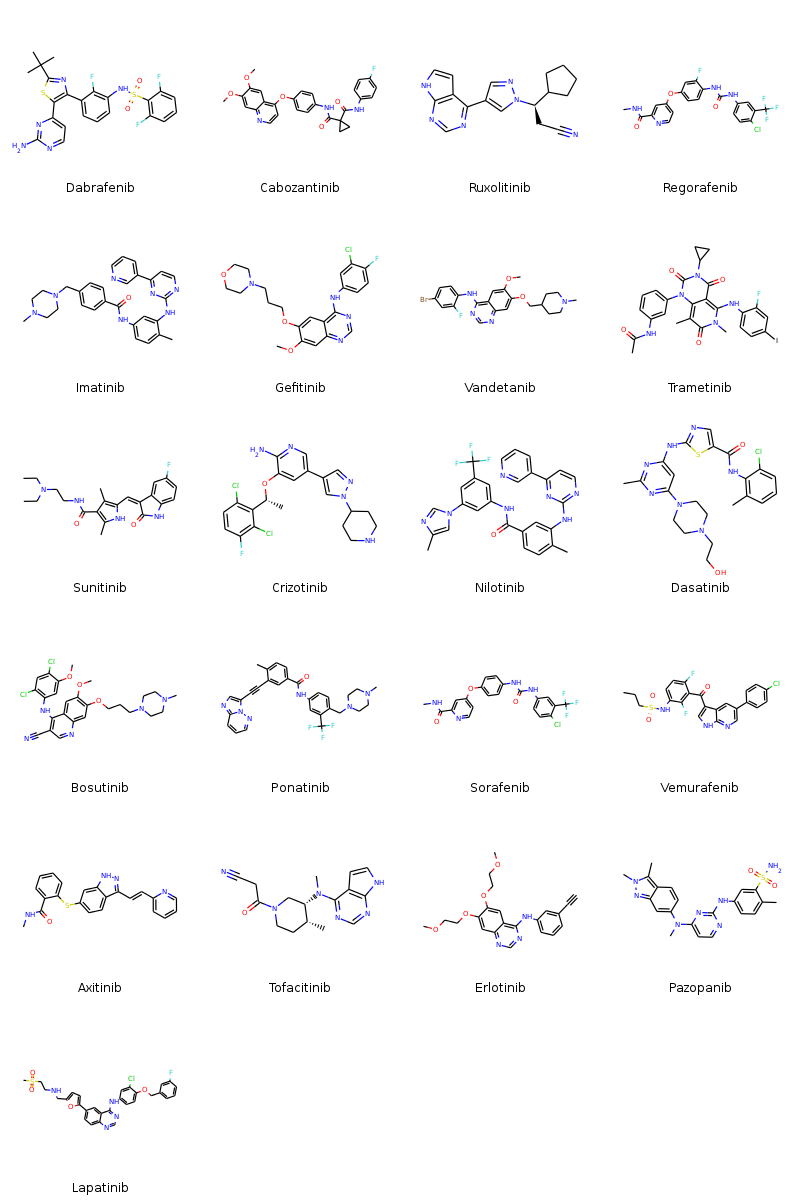 Dabrafenib
Cabozantinib
Ruxolitinib
Regorafenib
Imatinib
Gefitinib
Vandetanib
Trametinib
Sunitinib
Crizotinib
Nilotinib
Dasatinib
Bosutinib
Ponatinib
Sorafenib
Vemurafenib
Axitinib
Tofacitinib
Erlotinib
Pazopanib
Lapatinib